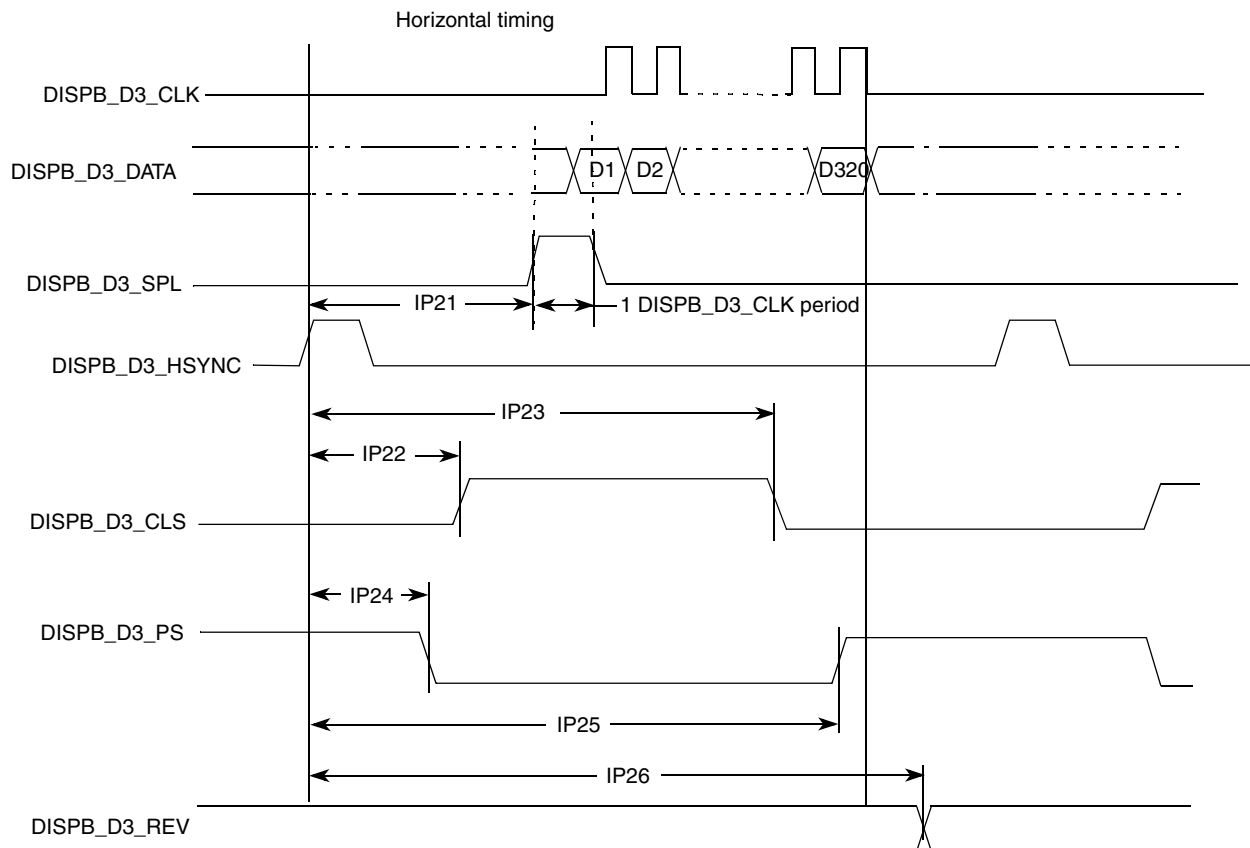 Horizontal timing
DISPB_D3_CLK
DISPB_D3_DATA
D1
D2
D320
DISPB_D3_SPL
IP21
1 DISPB_D3_CLK period
DISPB_D3_HSYNC
IP23
IP22
DISPB_D3_CLS
IP24
DISPB_D3_PS
IP25
IP26
DISPB_D3_REV